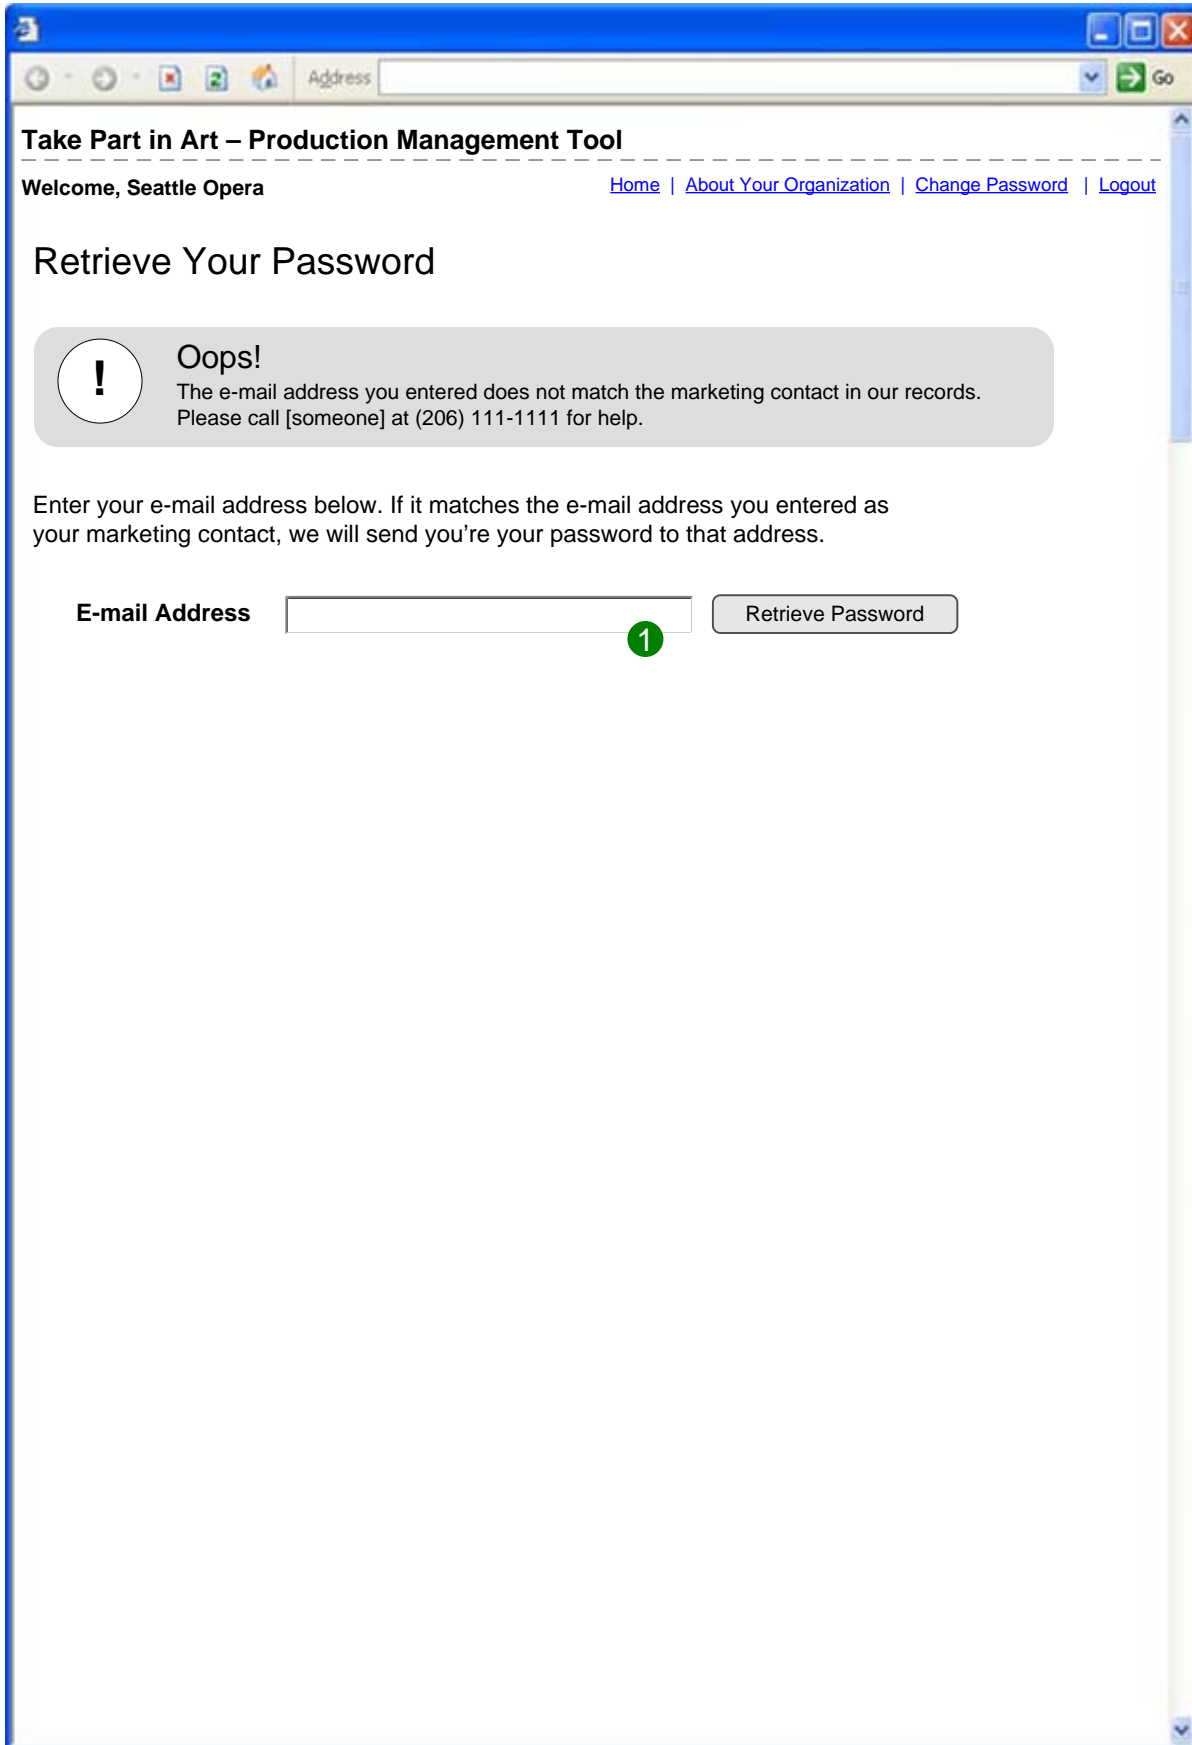 Address
Go
Take Part in Art – Production Management Tool
Welcome, Seattle Opera
Home | About Your Organization | Change Password | Logout
Retrieve Your Password
!
Oops!
The e-mail address you entered does not match the marketing contact in our records.
Please call [someone] at (206) 111-1111 for help.
Enter your e-mail address below. If it matches the e-mail address you entered as
your marketing contact, we will send you’re your password to that address.
E-mail Address
Retrieve Password
1